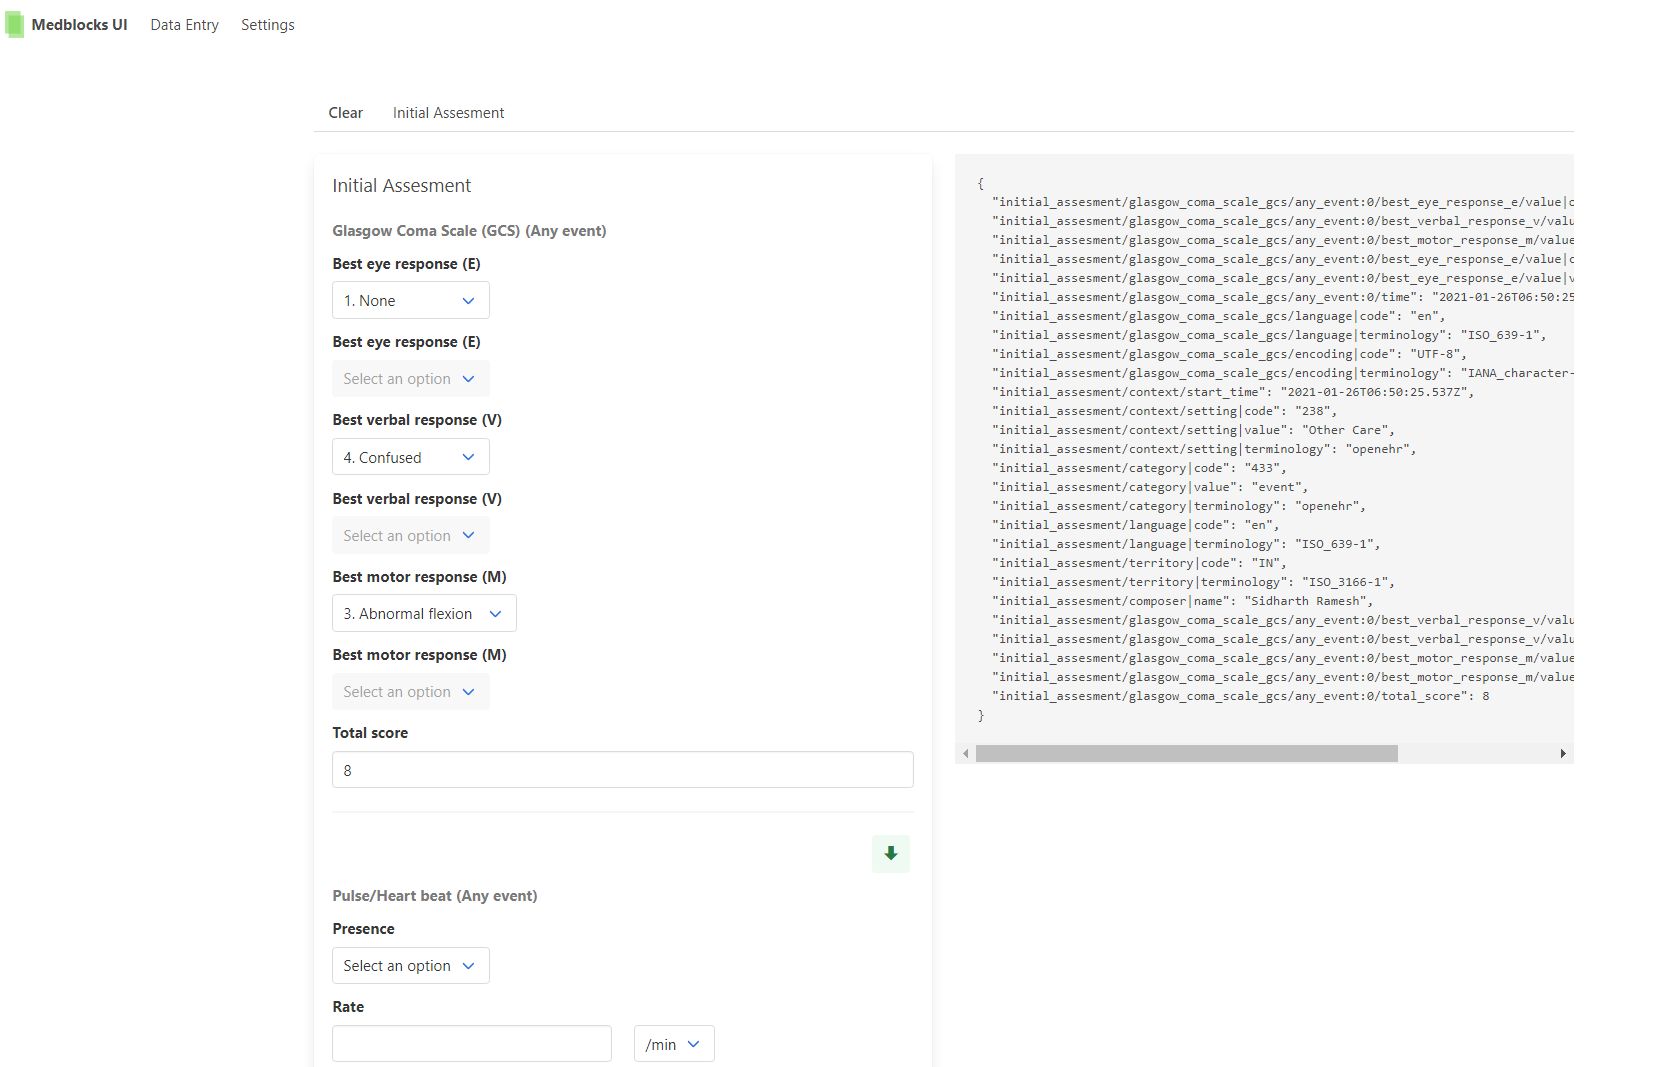 Medblocks UI Data Entry Settings
Clear Initial Assesment
Initial Assesment
Glasgow Coma Scale (GCS) (Any event)
Best eye response (E)
1. None
Best eye response (E)
Select an option
Best verbal response (V)
4. Confused
Best verbal response (V)
Select an option
Best motor response (M)
3. Abnormal flexion
Best motor response (M)
Select an option
Total score
8
Pulse/Heart beat (Any event)
Presence
Select an option
Rate
/min
{
"initial_assesment/glasgow_coma_scale_gcs/any_event:0/best_eye_response_e/value|c
"initial_assesment/glasgow_coma_scale_gcs/any_event:0/best_verbal_response_v/valu
"initial_assesment/glasgow_coma_scale_gcs/any_event:0/best_motor_response_m/value
"initial_assesment/glasgow_coma_scale_gcs/any_event:0/best_eye_response_e/value|c
"initial_assesment/glasgow_coma_scale_gcs/any_event:0/best_eye_response_e/value|v
"initial_assesment/glasgow_coma_scale_gcs/any_event:0/time": "2021-01-26T06:50:25
"initial_assesment/glasgow_coma_scale_gcs/language|code": "en",
"initial_assesment/glasgow_coma_scale_gcs/language|terminology": "ISO_639-1",
"initial_assesment/glasgow_coma_scale_gcs/encoding|code": "UTF-8",
"initial_assesment/glasgow_coma_scale_gcs/encoding|terminology": "IANA_character-
"initial_assesment/context/start_time": "2021-01-26T06:50:25.537Z",
"initial_assesment/context/setting|code": "238",
"initial_assesment/context/setting|value": "Other Care",
"initial_assesment/context/setting|terminology": "openehr",
"initial_assesment/category|code": "433",
"initial_assesment/category|value": "event",
"initial_assesment/category|terminology": "openehr",
"initial_assesment/language|code": "en",
"initial_assesment/language|terminology": "ISO_639-1",
"initial_assesment/territory|code": "IN",
"initial_assesment/territory|terminology": "ISO_3166-1",
"initial_assesment/composer|name": "Sidharth Ramesh",
"initial_assesment/glasgow_coma_scale_gcs/any_event:0/best_verbal_response_v/valu
"initial_assesment/glasgow_coma_scale_gcs/any_event:0/best_verbal_response_v/valu
"initial_assesment/glasgow_coma_scale_gcs/any_event:0/best_motor_response_m/value
"initial_assesment/glasgow_coma_scale_gcs/any_event:0/best_motor_response_m/value
"initial_assesment/glasgow_coma_scale_gcs/any_event:0/total_score": 8
}